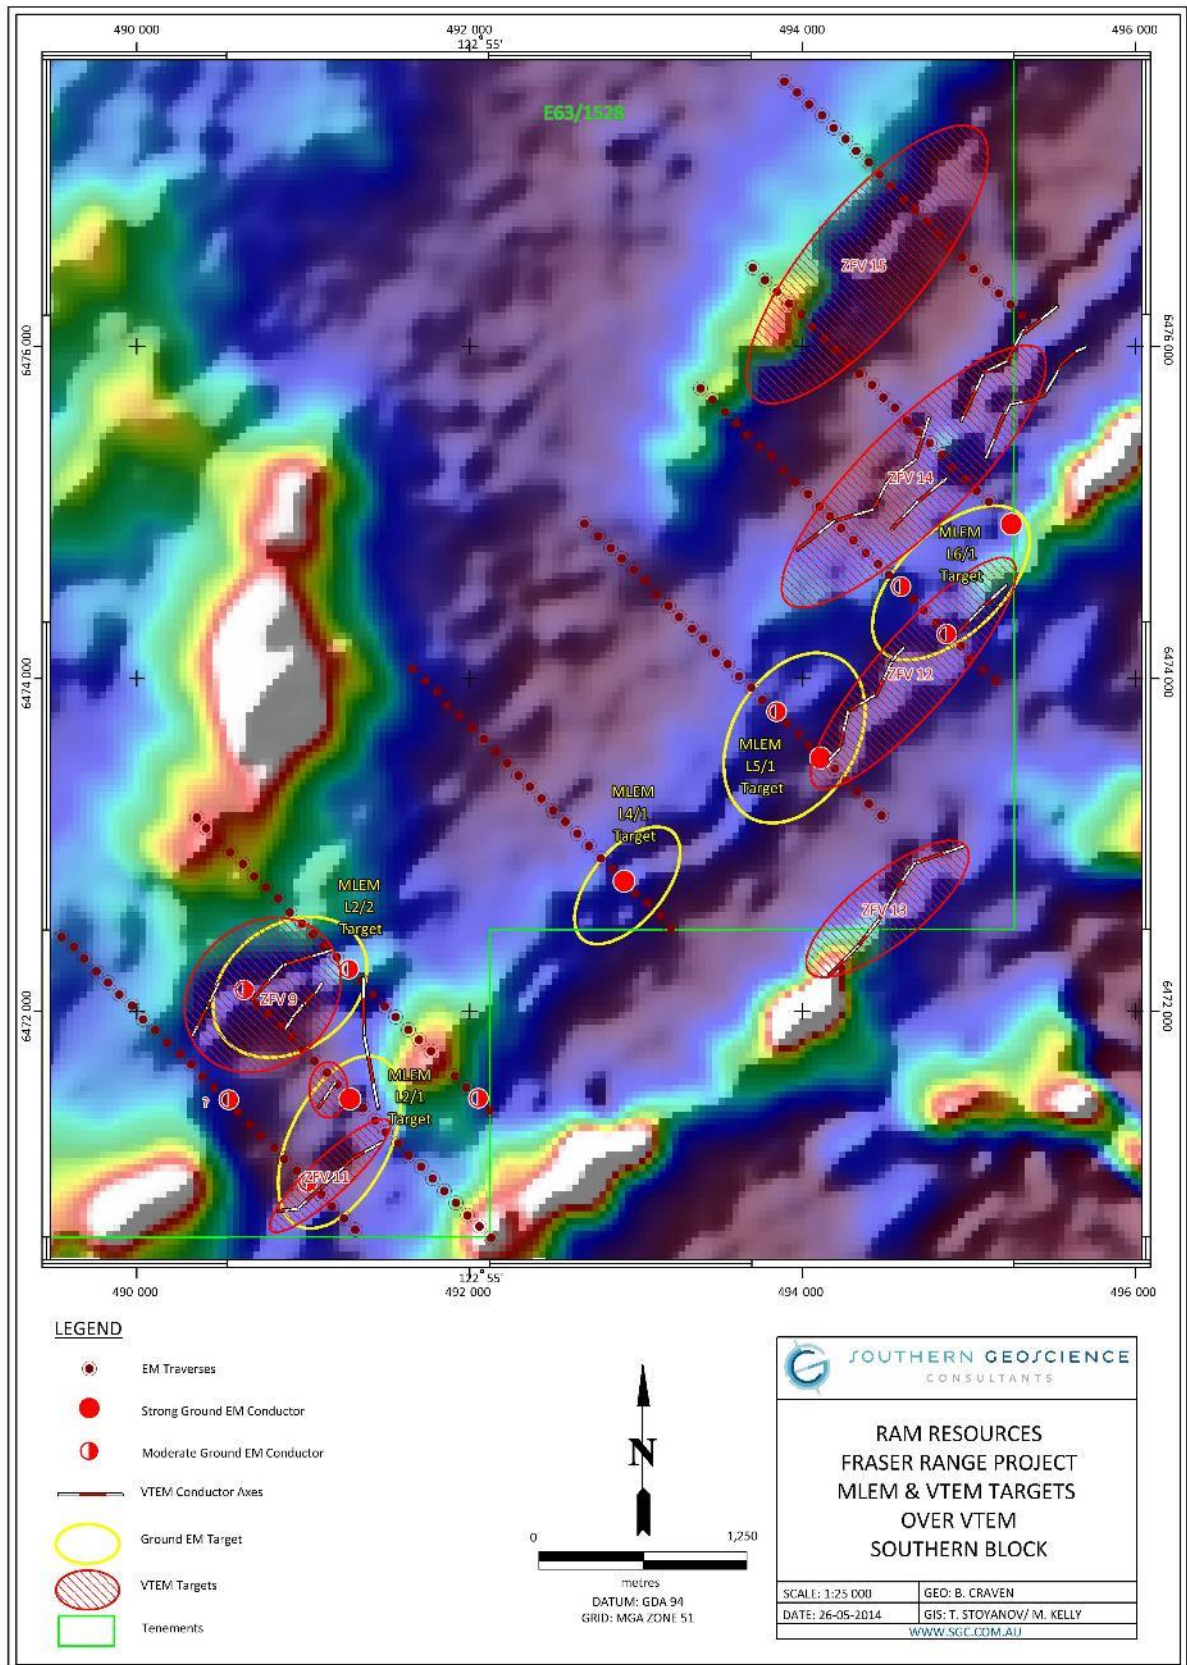 490 000
492 000
494 000
496 000
122° 55'
E63/1528
ZFV 15
6476 000
6476 000
ZFV 14
MLEM
L6/1
Target
ZFV 12
6474 000
6474 000
MLEM
L5/1
Target
MLEM
L4/1
Target
MLEM
L2/2
Target
ZFV 13
ZFV 9
6472 000
6472 000
MLEM
L2/1
Target
?
ZFV 11
122° 55'
490 000
492 000
494 000
496 000
LEGEND
EM Traverses
Strong Ground EM Conductor
Moderate Ground EM Conductor
VTEM Conductor Axes
Ground EM Target
VTEM Targets
Tenements
N
0
1,250
metres
DATUM: GDA 94
GRID: MGA ZONE 51
SOUTHERN GEOSCIENCE
CONSULTANTS
RAM RESOURCES
FRASER RANGE PROJECT
MLEM & VTEM TARGETS
OVER VTEM
SOUTHERN BLOCK
SCALE: 1:25 000
GEO: B. CRAVEN
DATE: 26-05-2014
GIS: T. STOYANOV/ M. KELLY
WWW.SGC.COM.AU